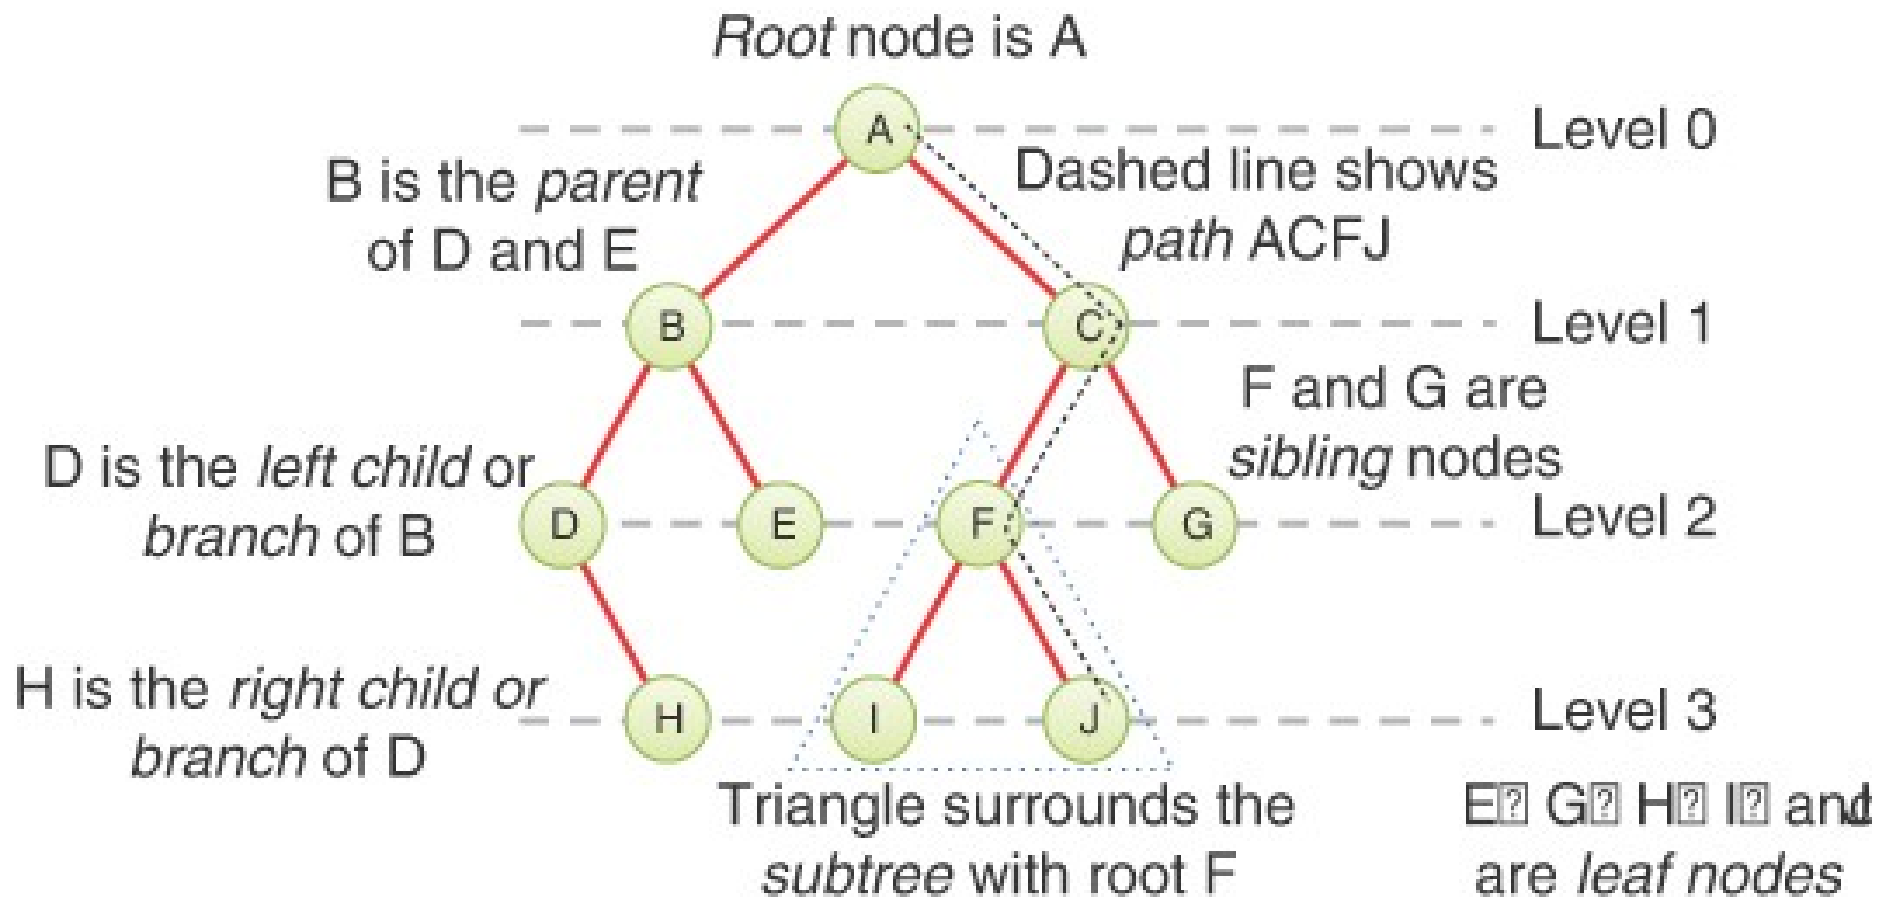 Root node is A
A
Level 0
B is the parent
of D and E
Dashed line shows
path ACFJ
B
C
Level 1
F and G are
sibling nodes
D is the left child or
branch of B
D
E
F
G
Level 2
H is the right child or
branch of D
H
I
J
Level 3
Triangle surrounds the
subtree with root F
E⍰ G⍰ H⍰ I⍰ and
are leaf nodes